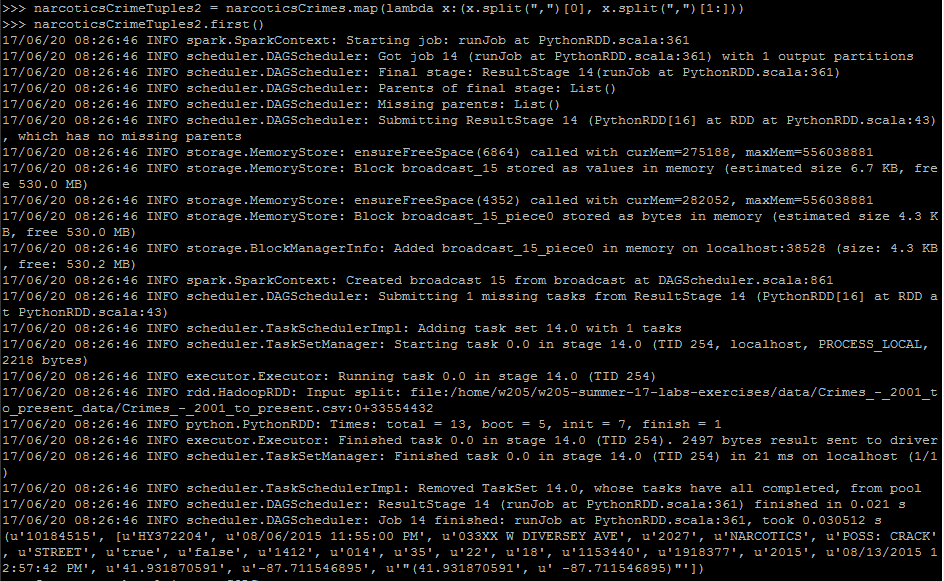 >>> narcoticsCrimeTuples2 = narcoticsCrimes.map(lambda x:(x.split(",")[0], x.split(",")[1:]))
>>> narcoticsCrimeTuples2.first()
17/06/20 08:26:46 INFO spark.SparkContext: Starting job: runJob at PythonRDD.scala:361
17/06/20 08:26:46 INFO scheduler.DAGScheduler: Got job 14 (runJob at PythonRDD.scala:361) with 1 output partitions
17/06/20 08:26:46 INFO scheduler.DAGScheduler: Final stage: ResultStage 14(runJob at PythonRDD.scala:361)
17/06/20 08:26:46 INFO scheduler.DAGScheduler: Parents of final stage: List()
17/06/20 08:26:46 INFO scheduler.DAGScheduler: Missing parents: List()
17/06/20 08:26:46 INFO scheduler.DAGScheduler: Submitting ResultStage 14 (PythonRDD[16] at RDD at PythonRDD.scala:43)
, which has no missing parents
17/06/20 08:26:46 INFO storage.MemoryStore: ensureFreeSpace(6864) called with curMem=275188, maxMem=556038881
17/06/20 08:26:46 INFO storage.MemoryStore: Block broadcast_15 stored as values in memory (estimated size 6.7 KB, fre
e 530.0 MB)
17/06/20 08:26:46 INFO storage.MemoryStore: ensureFreeSpace(4352) called with curMem=282052, maxMem=556038881
17/06/20 08:26:46 INFO storage.MemoryStore: Block broadcast_15_piece0 stored as bytes in memory (estimated size 4.3 K
B, free 530.0 MB)
17/06/20 08:26:46 INFO storage.BlockManagerInfo: Added broadcast_15_piece0 in memory on localhost:38528 (size: 4.3 KB
, free: 530.2 MB)
17/06/20 08:26:46 INFO spark.SparkContext: Created broadcast 15 from broadcast at DAGScheduler.scala:861
17/06/20 08:26:46 INFO scheduler.DAGScheduler: Submitting 1 missing tasks from ResultStage 14 (PythonRDD[16] at RDD a
t PythonRDD.scala:43)
17/06/20 08:26:46 INFO scheduler.TaskSchedulerImpl: Adding task set 14.0 with 1 tasks
17/06/20 08:26:46 INFO scheduler.TaskSetManager: Starting task 0.0 in stage 14.0 (TID 254, localhost, PROCESS_LOCAL,
2218 bytes)
17/06/20 08:26:46 INFO executor.Executor: Running task 0.0 in stage 14.0 (TID 254)
17/06/20 08:26:46 INFO rdd.HadoopRDD: Input split: file:/home/w205/w205-summer-17-labs-exercises/data/Crimes_-_2001_t
o_present_data/Crimes_-_2001_to_present.csv:0+33554432
17/06/20 08:26:46 INFO python.PythonRDD: Times: total = 13, boot = 5, init = 7, finish = 1
17/06/20 08:26:46 INFO executor.Executor: Finished task 0.0 in stage 14.0 (TID 254). 2497 bytes result sent to driver
17/06/20 08:26:46 INFO scheduler.TaskSetManager: Finished task 0.0 in stage 14.0 (TID 254) in 21 ms on localhost (1/1
)
17/06/20 08:26:46 INFO scheduler.TaskSchedulerImpl: Removed TaskSet 14.0, whose tasks have all completed, from pool
17/06/20 08:26:46 INFO scheduler.DAGScheduler: ResultStage 14 (runJob at PythonRDD.scala:361) finished in 0.021 s
17/06/20 08:26:46 INFO scheduler.DAGScheduler: Job 14 finished: runJob at PythonRDD.scala:361, took 0.030512 s
(u'10184515', [u'HY372204', u'08/06/2015 11:55:00 PM', u'033XX W DIVERSEY AVE', u'2027', u'NARCOTICS', u'POSS: CRACK'
, u'STREET', u'true', u'false', u'1412', u'014', u'35', u'22', u'18', u'1153440', u'1918377', u'2015', u'08/13/2015 1
2:57:42 PM', u'41.931870591', u'-87.711546895', u'"(41.931870591', u' -87.711546895)"'])